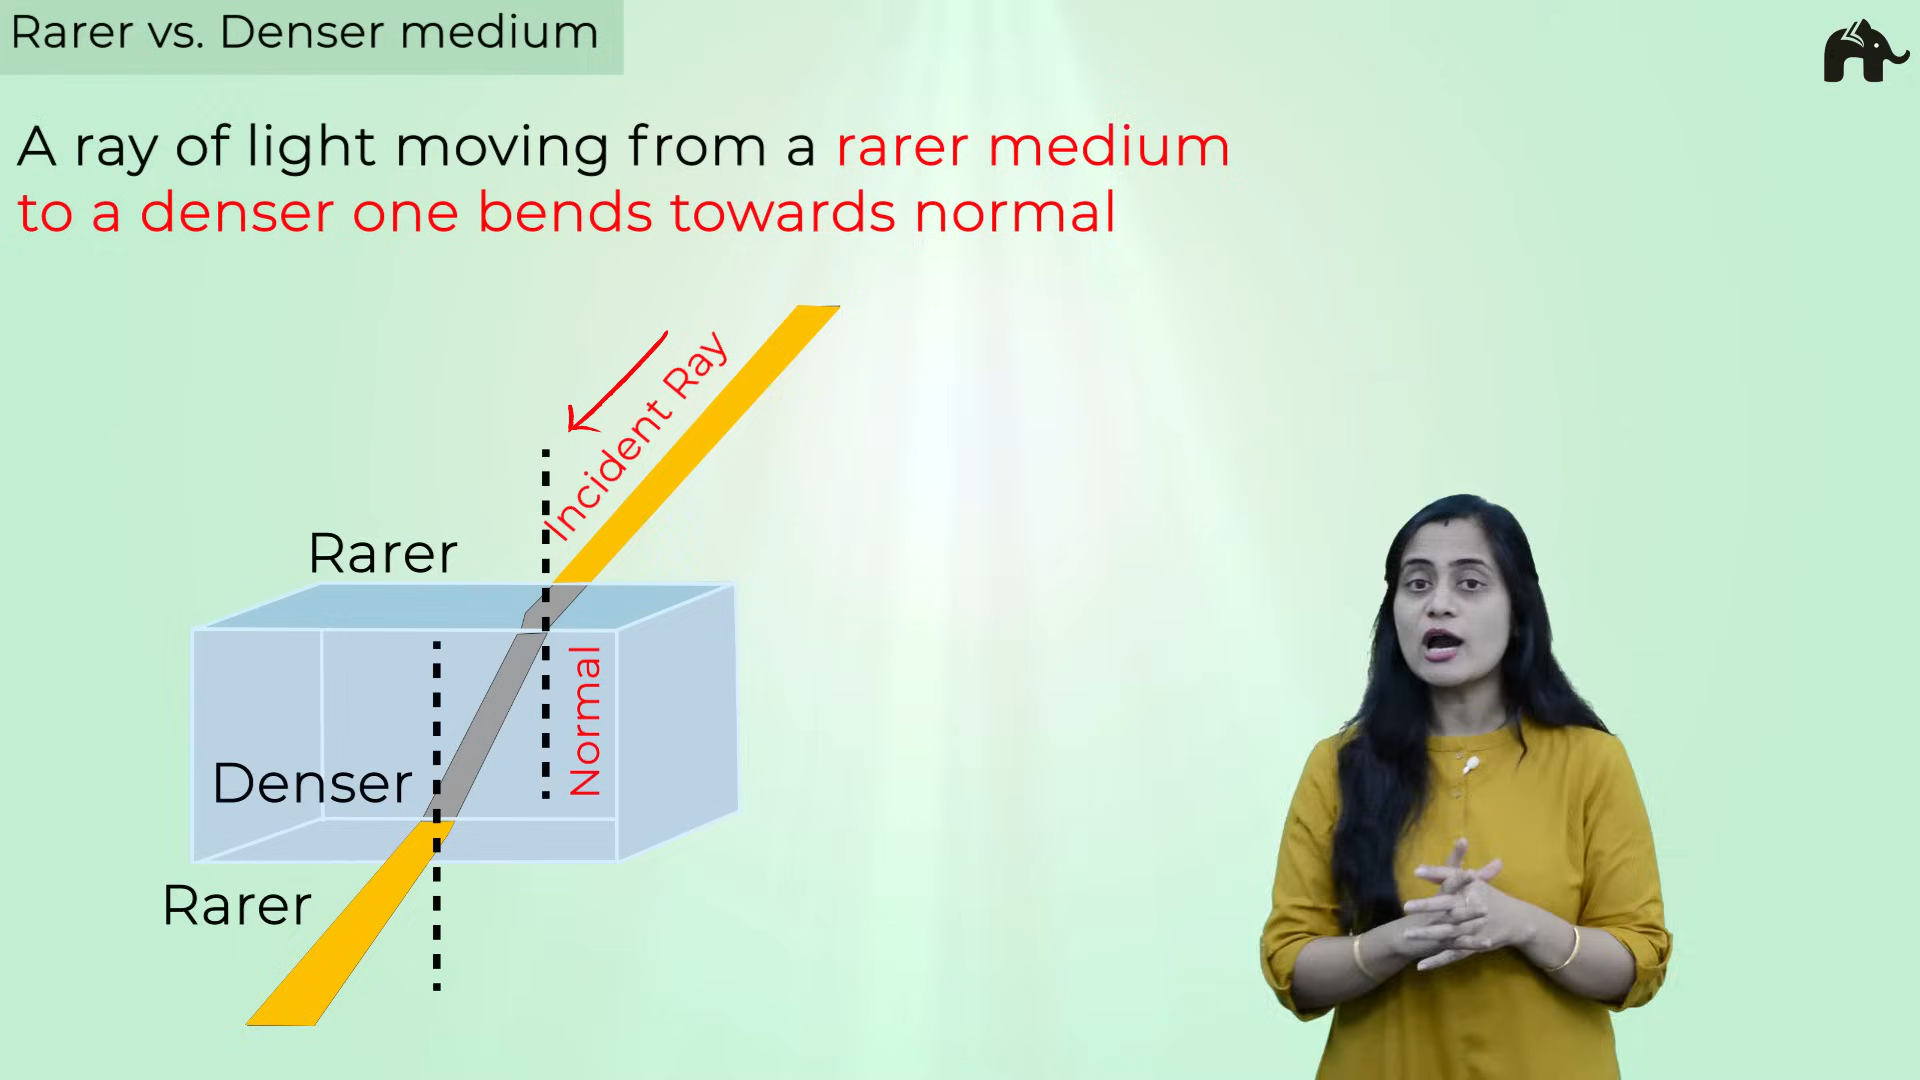 Rarer vs. Denser medium
A ray of light moving from a rarer medium
to a denser one bends towards normal
Incident Ray
Rarer
Normal
Denser
Rarer